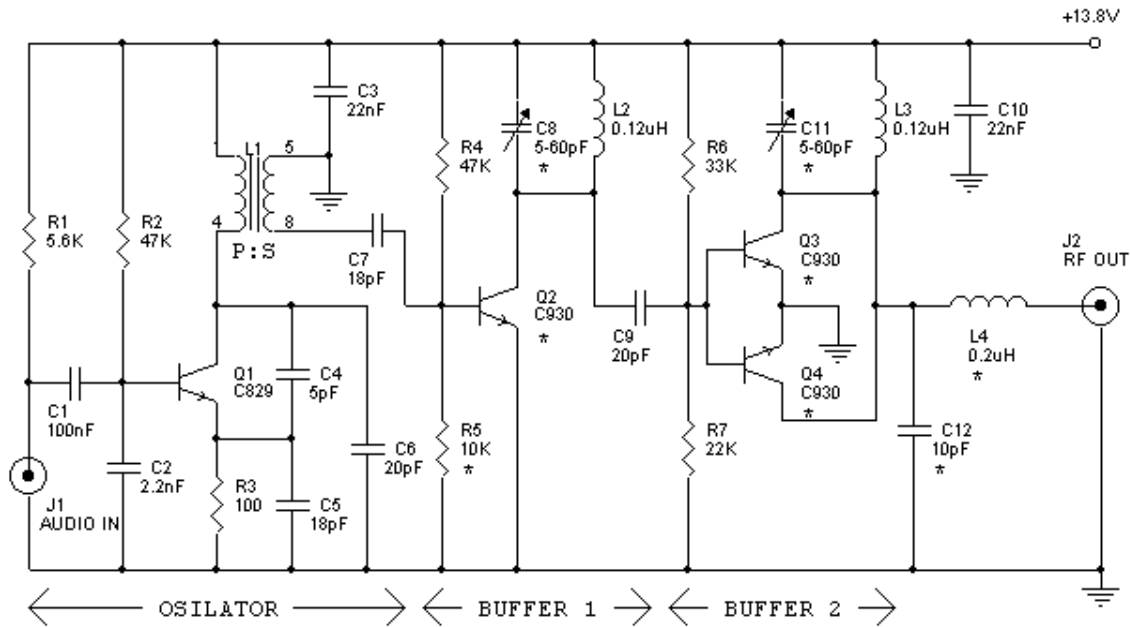 +13.8V
C3
22nF
L2
0.12uH
L3
0.12uH
C10
22nF
R4
47K
C8
5-60pF
*
R6
33K
C11
5-60pF
*
L1
5
4
8
P:S
R1
5.6K
R2
47K
C7
18pF
Q3
C930
*
J2
RF OUT
Q2
C930
*
C9
20pF
L4
0.2uH
*
Q1
C829
C4
5pF
C1
100nF
Q4
C930
*
C2
2.2nF
R3
100
C5
18pF
C6
20pF
R5
10K
*
R7
22K
C12
10pF
*
J1
AUDIO IN
OSILATOR
BUFFER 1
BUFFER 2